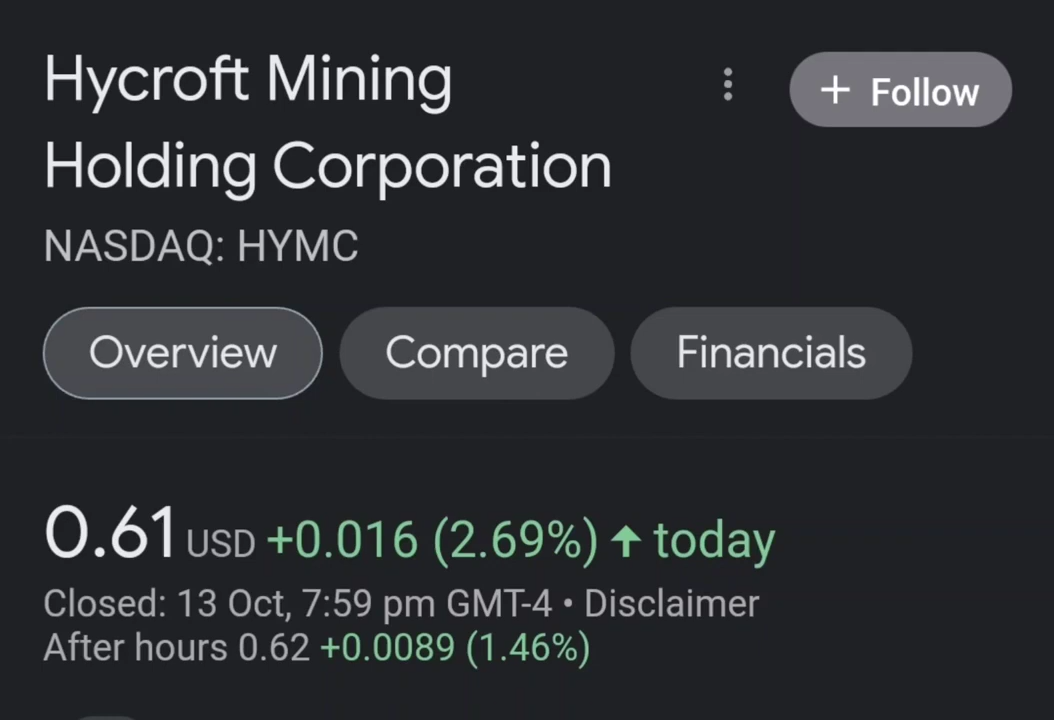 Hycroft Mining
Holding Corporation
+ Follow
NASDAQ: HYMC
Overview
Compare
Financials
0.61 USD +0.016 (2.69%) ↑ today
Closed: 13 Oct, 7:59 pm GMT-4 • Disclaimer
After hours 0.62 +0.0089 (1.46%)